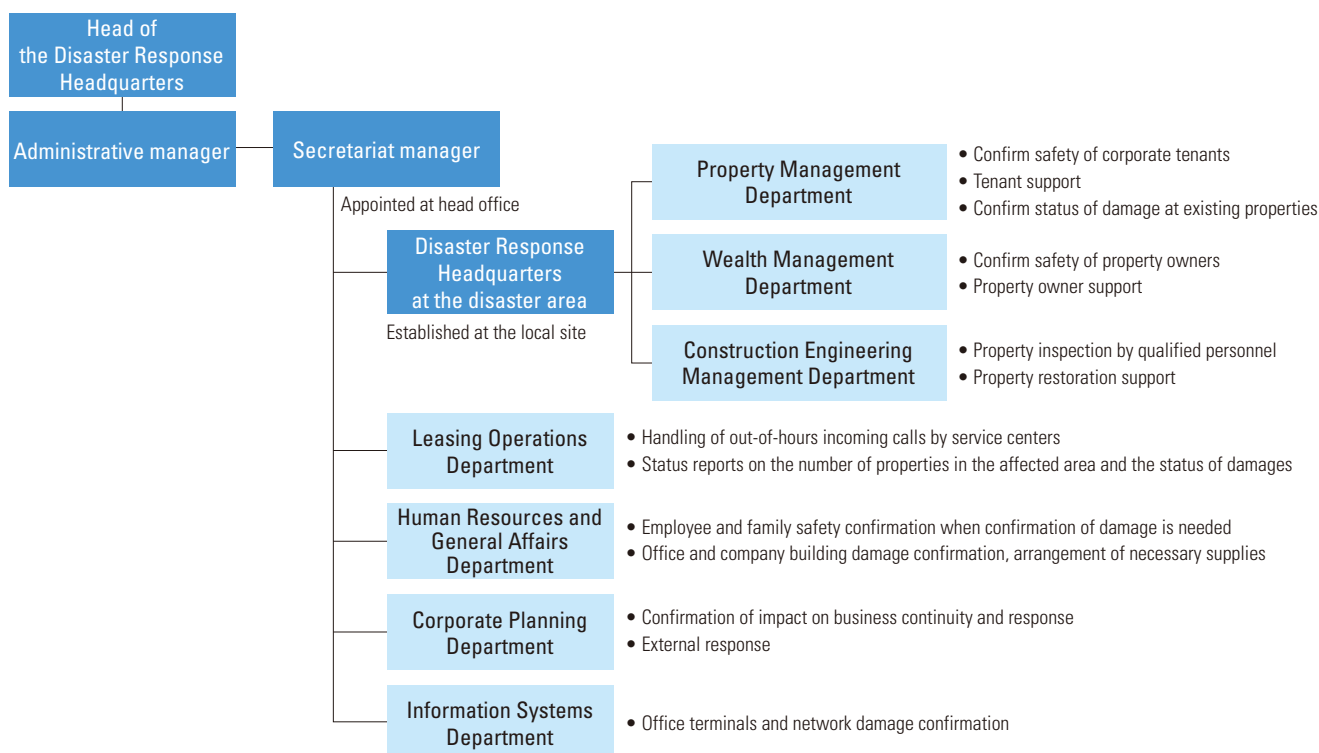 Head of
the Disaster Response
Headquarters
Administrative manager
Secretariat manager
Appointed at head office
Disaster Response
Headquarters
at the disaster area
Established at the local site
Property Management
Department
• Confirm safety of corporate tenants
• Tenant support
• Confirm status of damage at existing properties
Wealth Management
Department
• Confirm safety of property owners
• Property owner support
Construction Engineering
Management Department
• Property inspection by qualified personnel
• Property restoration support
Leasing Operations
Department
• Handling of out-of-hours incoming calls by service centers
• Status reports on the number of properties in the affected area and the status of damages
Human Resources and
General Affairs
Department
• Employee and family safety confirmation when confirmation of damage is needed
• Office and company building damage confirmation, arrangement of necessary supplies
Corporate Planning
Department
• Confirmation of impact on business continuity and response
• External response
Information Systems
Department
• Office terminals and network damage confirmation